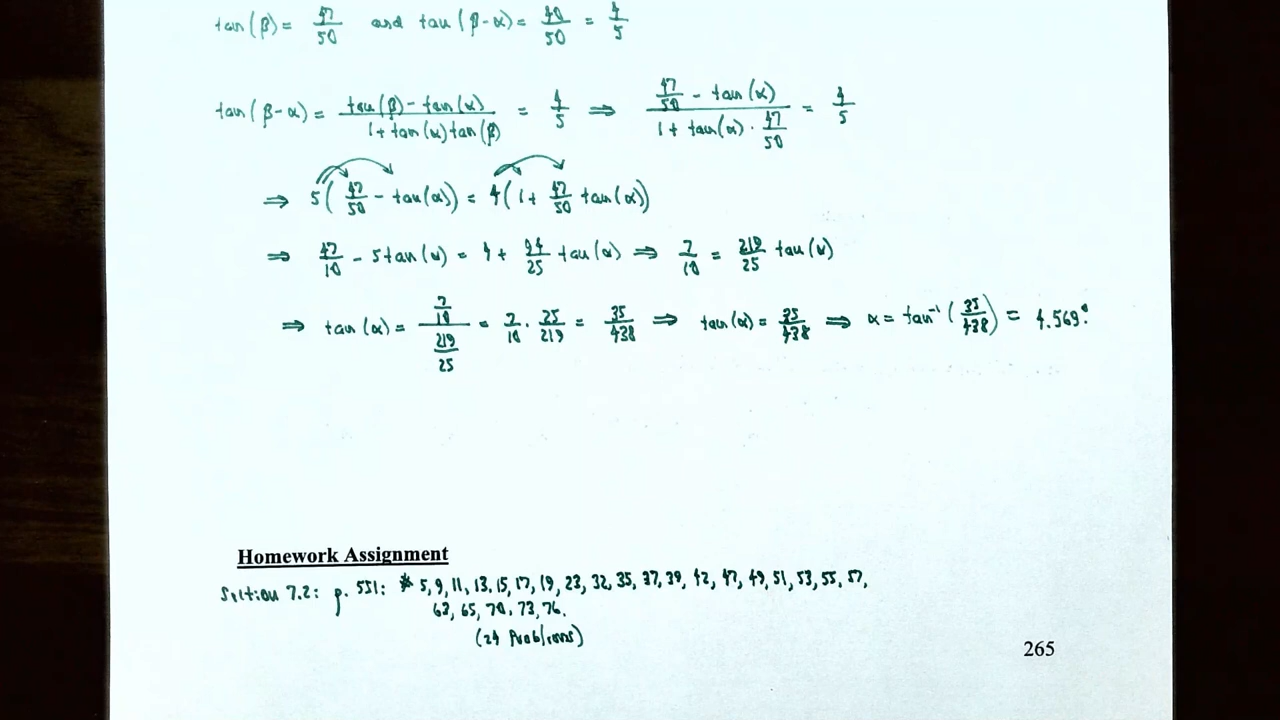 tan(β) = 47/50 and tan(β-α) = 40/50 = 4/5
tan(β-α) = (tan(β) - tan(α))/(1 + tan(α)tan(β)) = 4/5 ⇒ (47/50 - tan(α))/(1 + tan(α) · 47/50) = 4/5
⇒ 5(47/50 - tan(α)) = 4(1 + 47/50 tan(α))
⇒ 47/10 - 5tan(α) = 4 + 94/25 tan(α) ⇒ 7/10 = 219/25 tan(α)
⇒ tan(α) = (7/10)/(219/25) = 7/10 · 25/219 = 35/438 ⇒ tan(α) = 35/438 ⇒ α = tan⁻¹(35/438) = 4.569°.
Homework Assignment
Section 7.2: p. 551: # 5, 9, 11, 13, 15, 17, 19, 23, 32, 35, 37, 39, 42, 47, 49, 51, 53, 55, 57,
63, 65, 70, 73, 76.
(24 Problems)
265